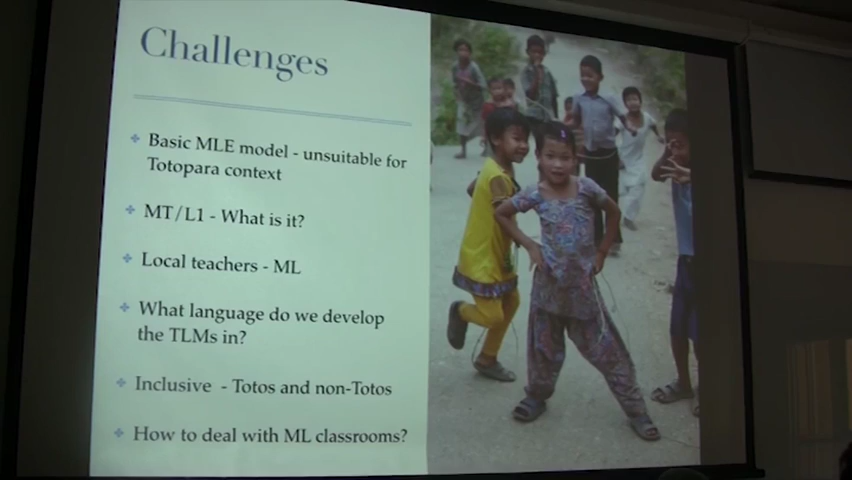 Challenges
Basic MLE model - unsuitable for
Totopara context
MT/L1 - What is it?
Local teachers - ML
What language do we develop
the TLMs in?
Inclusive - Totos and non-Totos
How to deal with ML classrooms?